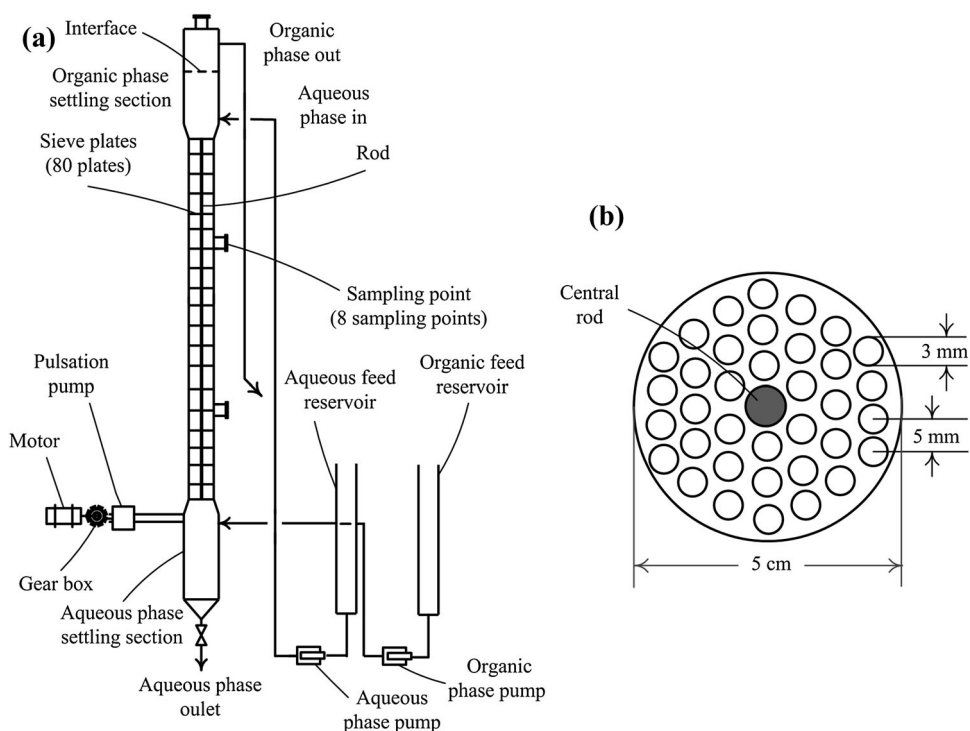 (a)
Interface
Organic
phase out
Organic phase
settling section
Aqueous
phase in
Sieve plates
(80 plates)
Rod
Sampling point
(8 sampling points)
Pulsation
pump
Aqueous feed
reservoir
Organic feed
reservoir
Motor
Gear box
Aqueous phase
settling section
Aqueous phase
oulet
Aqueous
phase pump
Organic
phase pump
(b)
Central
rod
3 mm
5 mm
5 cm